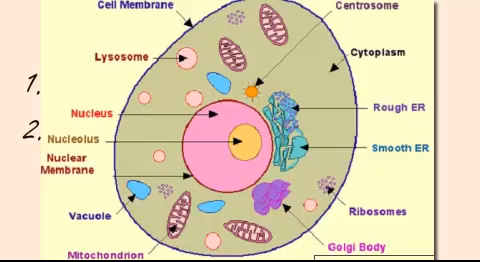 Cell Membrane
Centrosome
Lysosome
Cytoplasm
1.
Nucleus
Rough ER
2.
Nucleolus
Smooth ER
Nuclear
Membrane
Vacuole
Ribosomes
Golgi Body
Mitochondrion